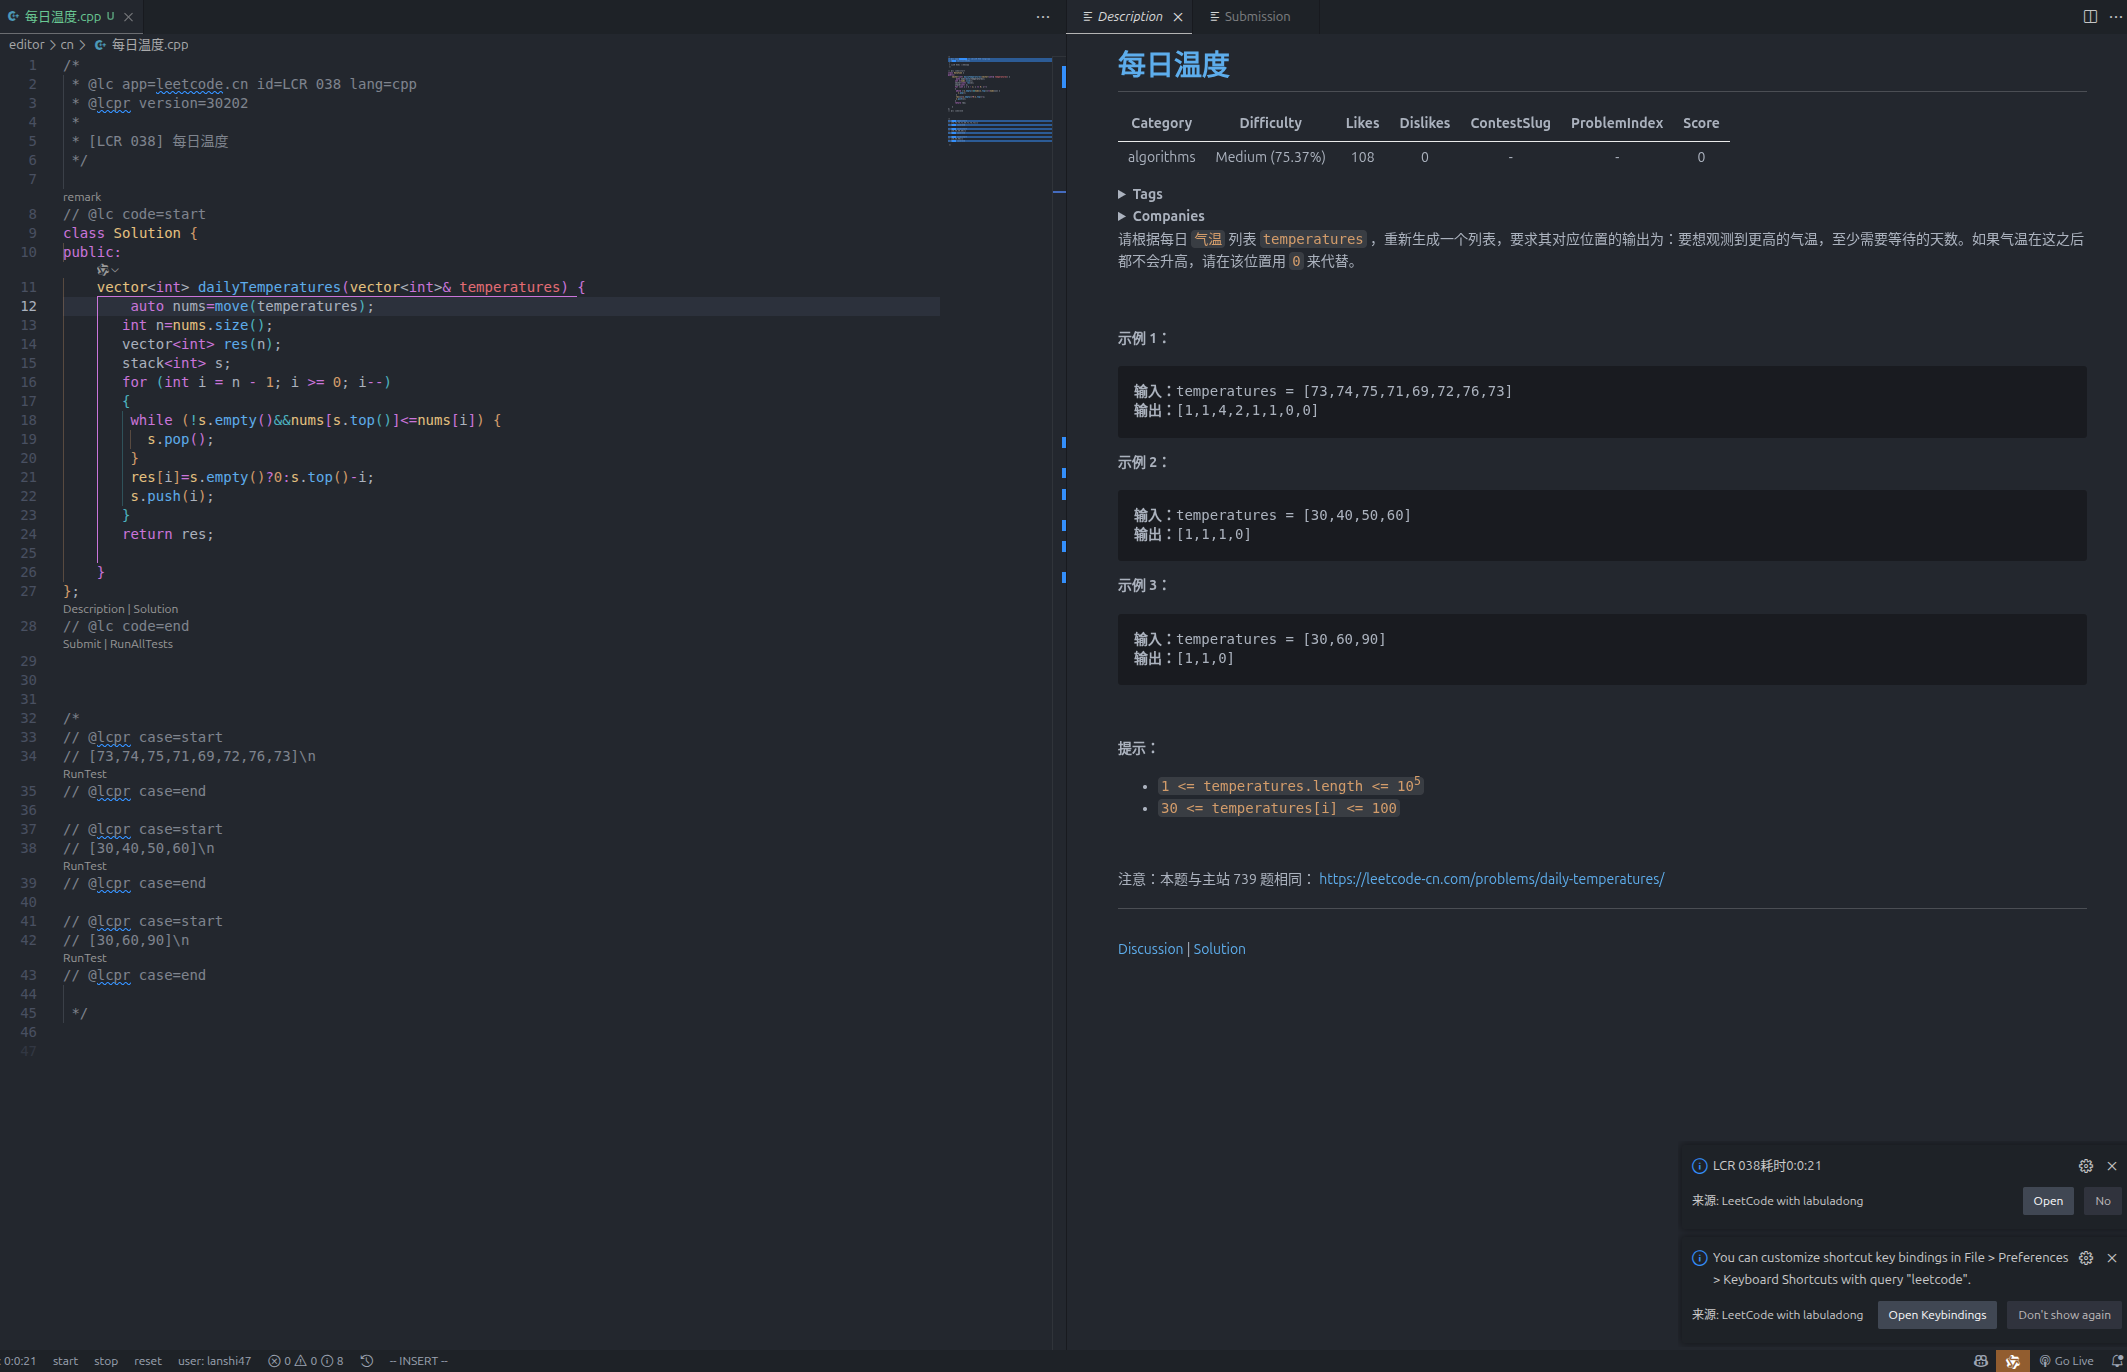 每日温度.cpp U
Description
Submission
editor > cn > 每日温度.cpp
1 /*
2 * @lc app=leetcode.cn id=LCR 038 lang=cpp
3 * @lcpr version=30202
4 *
5 * [LCR 038] 每日温度
6 */
7
remark
8 // @lc code=start
9 class Solution {
10 public:
11 vector<int> dailyTemperatures(vector<int>& temperatures) {
12 auto nums=move(temperatures);
13 int n=nums.size();
14 vector<int> res(n);
15 stack<int> s;
16 for (int i = n - 1; i >= 0; i--)
17 {
18 while (!s.empty()&&nums[s.top()]<=nums[i]) {
19 s.pop();
20 }
21 res[i]=s.empty()?0:s.top()-i;
22 s.push(i);
23 }
24 return res;
25
26 }
27 };
Description | Solution
28 // @lc code=end
Submit | RunAllTests
29
30
31
32 /*
33 // @lcpr case=start
34 // [73,74,75,71,69,72,76,73]\n
RunTest
35 // @lcpr case=end
36
37 // @lcpr case=start
38 // [30,40,50,60]\n
RunTest
39 // @lcpr case=end
40
41 // @lcpr case=start
42 // [30,60,90]\n
RunTest
43 // @lcpr case=end
44
45 */
46
47
每日温度
Category Difficulty Likes Dislikes ContestSlug ProblemIndex Score
algorithms Medium (75.37%) 108 0 - - 0
Tags
Companies
请根据每日 气温 列表 temperatures ，重新生成一个列表，要求其对应位置的输出为：要想观测到更高的气温，至少需要等待的天数。如果气温在这之后
都不会升高，请在该位置用 0 来代替。
示例 1：
输入：temperatures = [73,74,75,71,69,72,76,73]
输出：[1,1,4,2,1,1,0,0]
示例 2：
输入：temperatures = [30,40,50,60]
输出：[1,1,1,0]
示例 3：
输入：temperatures = [30,60,90]
输出：[1,1,0]
提示：
• 1 <= temperatures.length <= 10⁵
• 30 <= temperatures[i] <= 100
注意：本题与主站 739 题相同： https://leetcode-cn.com/problems/daily-temperatures/
Discussion | Solution
LCR 038耗时0:0:21
来源: LeetCode with labuladong
Open
No
You can customize shortcut key bindings in File > Preferences
> Keyboard Shortcuts with query "leetcode".
来源: LeetCode with labuladong
Open Keybindings
Don't show again
: 0:0:21 start stop reset user: lanshi47 0 0 8 -- INSERT --
Go Live